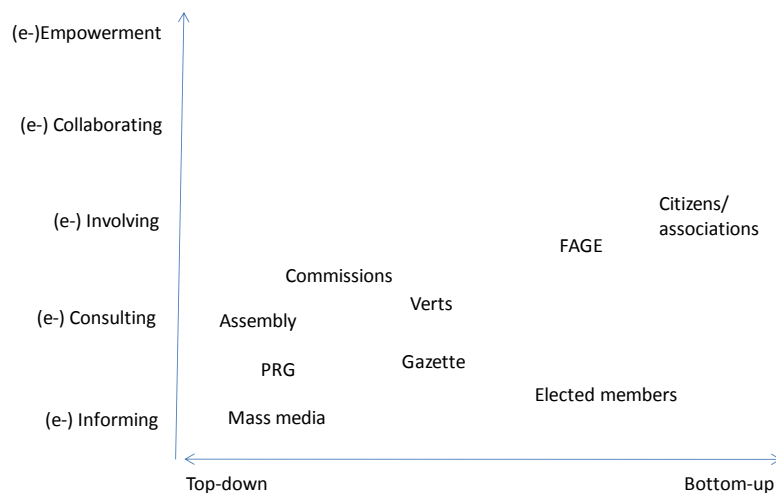 (e-)Empowerment
(e-) Collaborating
Citizens/
associations
(e-) Involving
FAGE
Commissions
Verts
(e-) Consulting
Assembly
Gazette
PRG
Elected members
Mass media
(e-) Informing
Top-down
Bottom-up